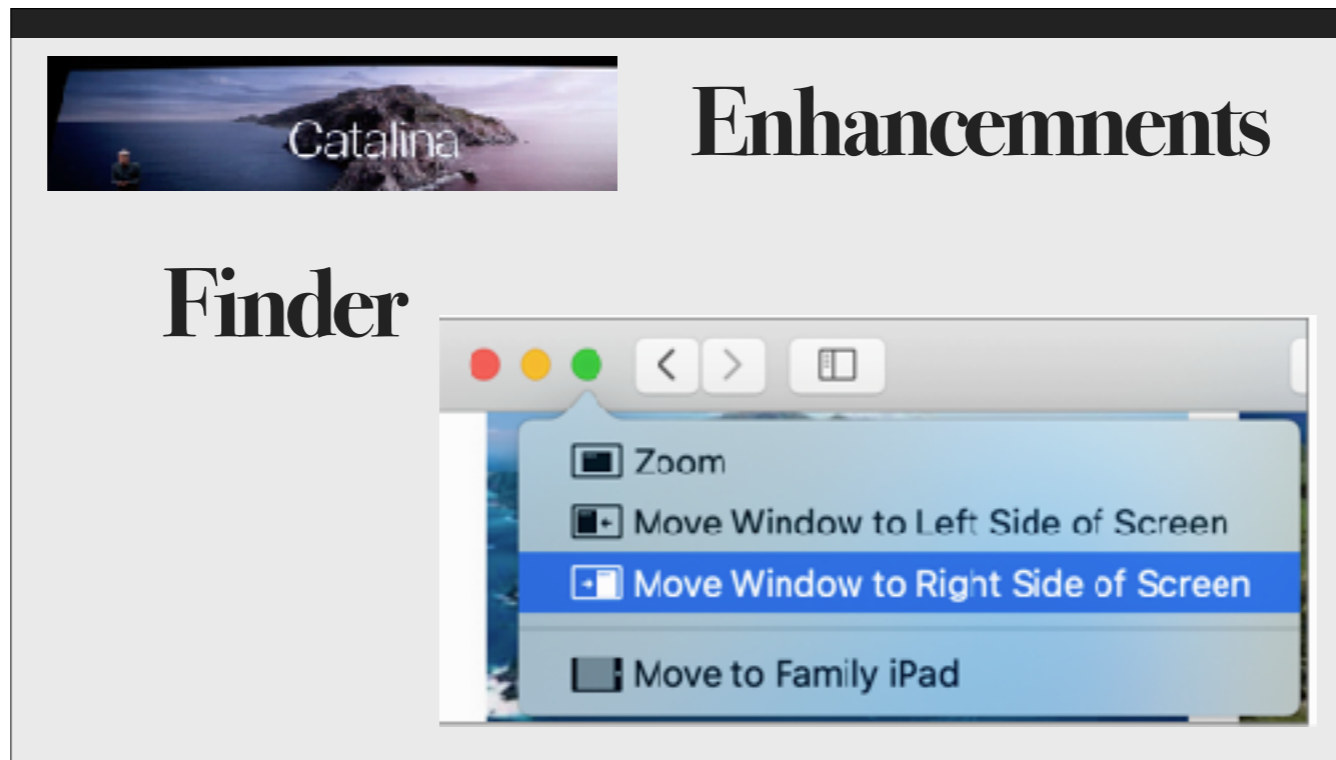 Catalina
Enhancemnents
Finder
Zoom
Move Window to Left Side of Screen
Move Window to Right Side of Screen
Move to Family iPad